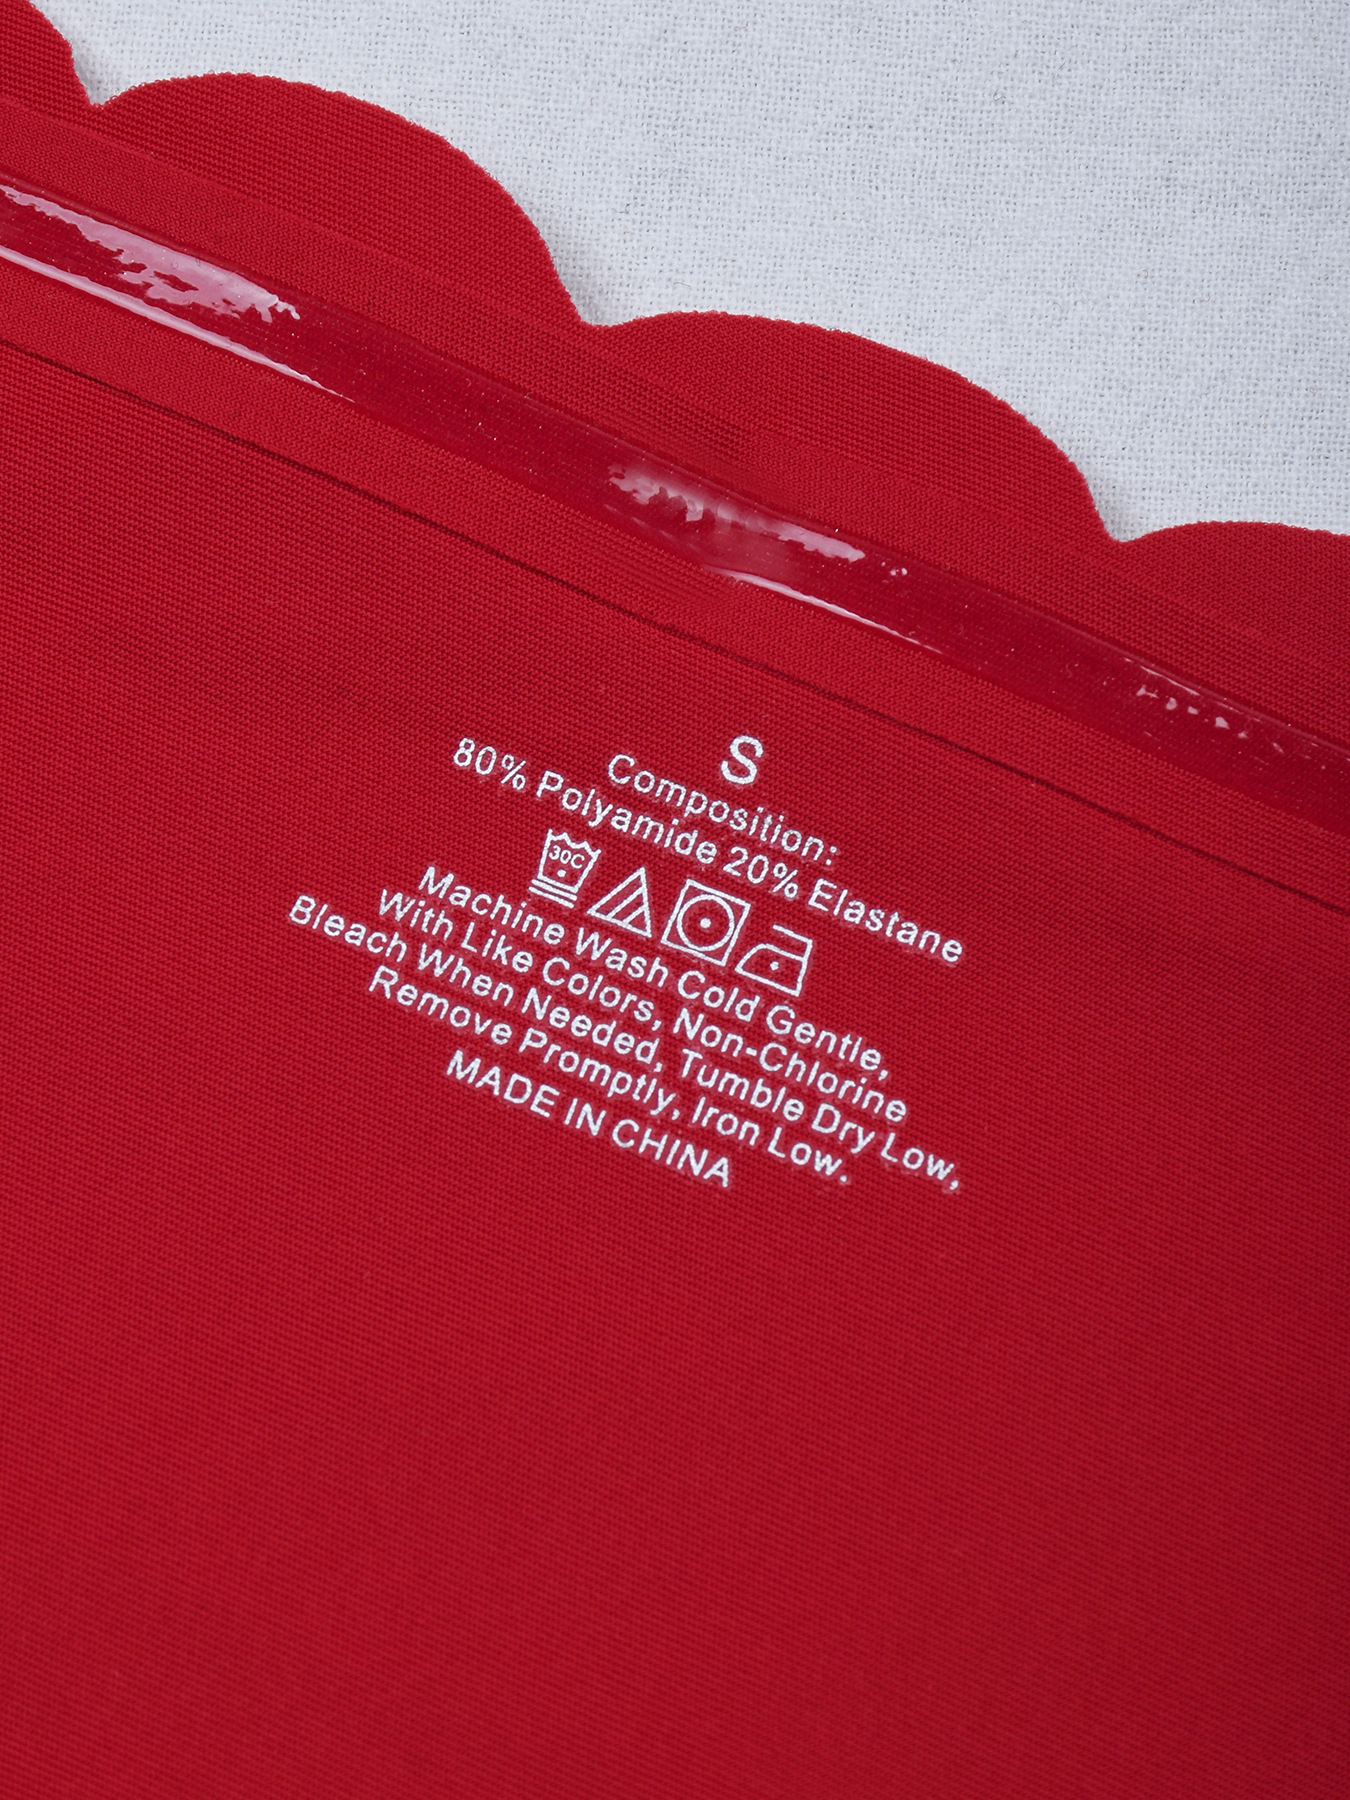 S
Composition:
80% Polyamide 20% Elastane
30C
Machine Wash Cold Gentle,
With Like Colors, Non-Chlorine
Bleach When Needed, Tumble Dry Low,
Remove Promptly, Iron Low.
MADE IN CHINA